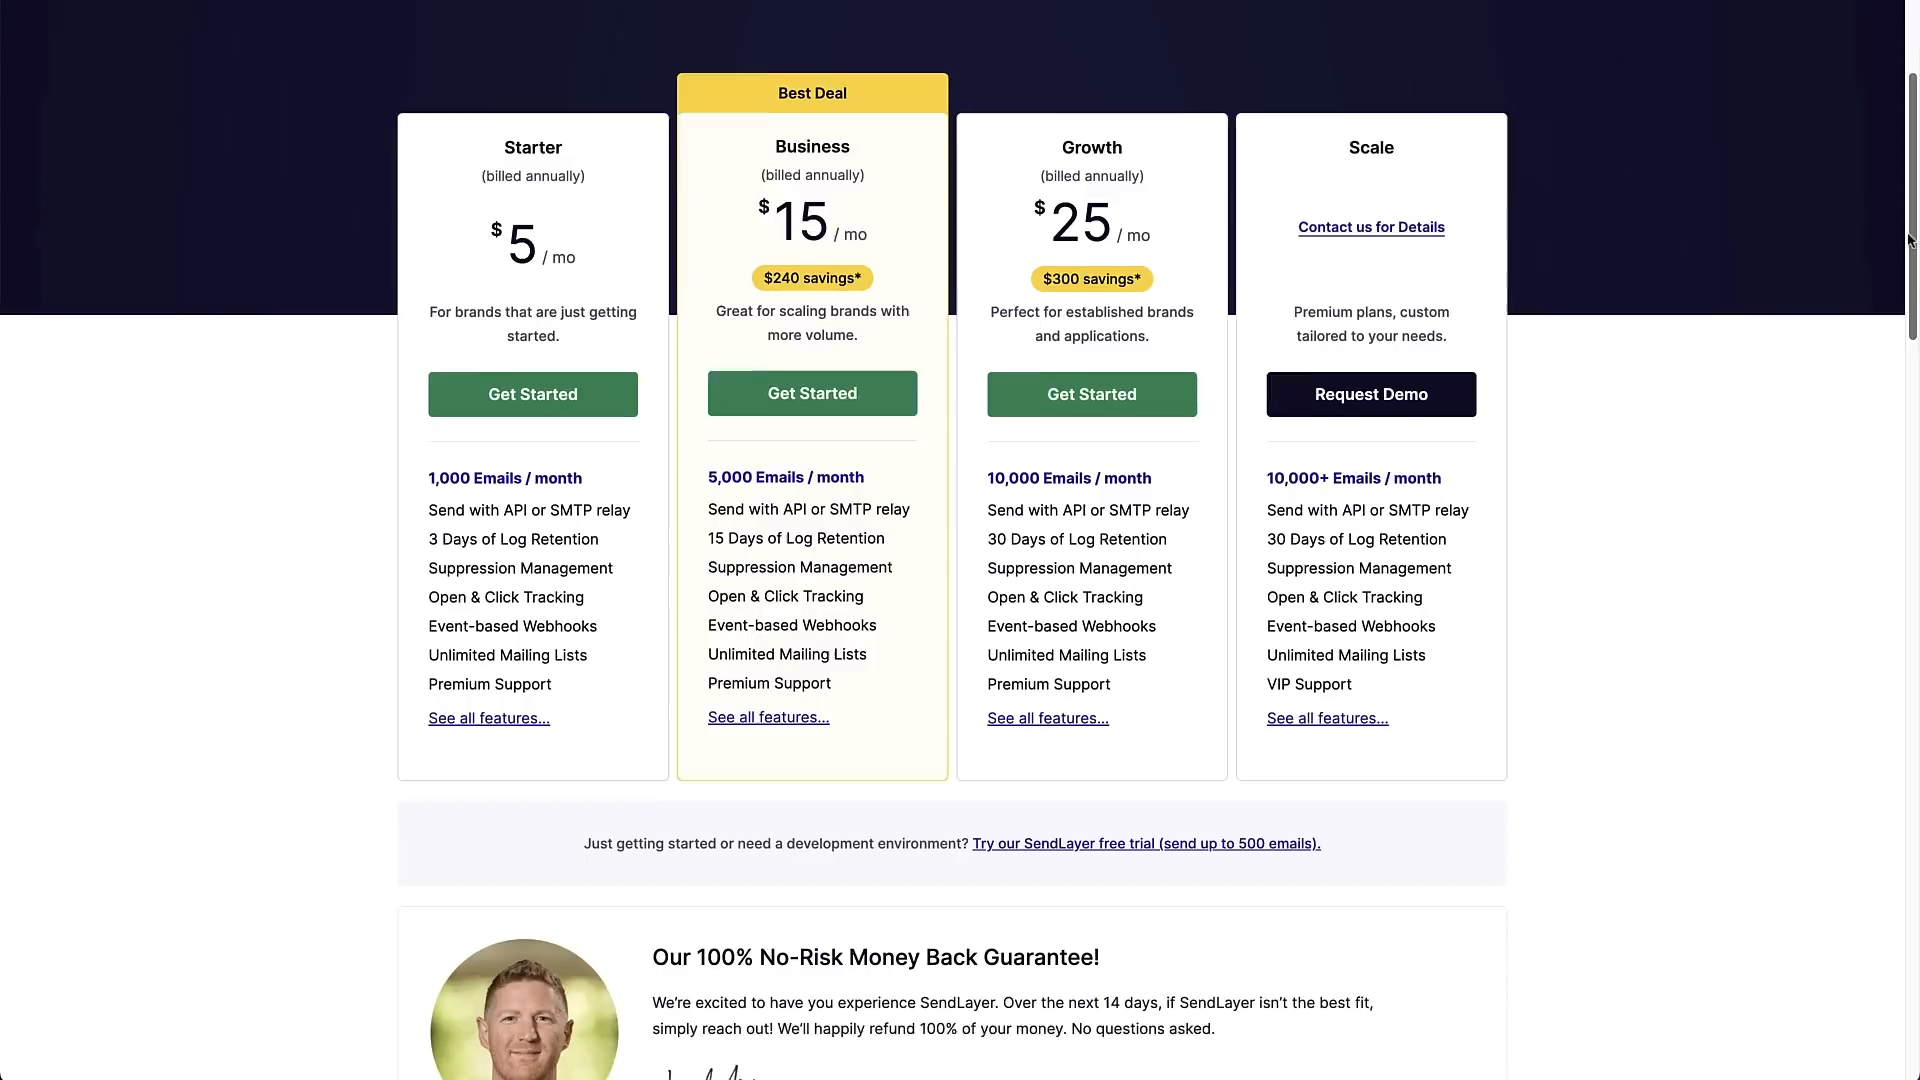 Best Deal
Starter
(billed annually)
$5 / mo
For brands that are just getting
started.
Get Started
1,000 Emails / month
Send with API or SMTP relay
3 Days of Log Retention
Suppression Management
Open & Click Tracking
Event-based Webhooks
Unlimited Mailing Lists
Premium Support
See all features...
Business
(billed annually)
$15 / mo
$240 savings*
Great for scaling brands with
more volume.
Get Started
5,000 Emails / month
Send with API or SMTP relay
15 Days of Log Retention
Suppression Management
Open & Click Tracking
Event-based Webhooks
Unlimited Mailing Lists
Premium Support
See all features...
Growth
(billed annually)
$25 / mo
$300 savings*
Perfect for established brands
and applications.
Get Started
10,000 Emails / month
Send with API or SMTP relay
30 Days of Log Retention
Suppression Management
Open & Click Tracking
Event-based Webhooks
Unlimited Mailing Lists
Premium Support
See all features...
Scale
Contact us for Details
Premium plans, custom
tailored to your needs.
Request Demo
10,000+ Emails / month
Send with API or SMTP relay
30 Days of Log Retention
Suppression Management
Open & Click Tracking
Event-based Webhooks
Unlimited Mailing Lists
VIP Support
See all features...
Just getting started or need a development environment? Try our SendLayer free trial (send up to 500 emails).
Our 100% No-Risk Money Back Guarantee!
We’re excited to have you experience SendLayer. Over the next 14 days, if SendLayer isn’t the best fit,
simply reach out! We’ll happily refund 100% of your money. No questions asked.